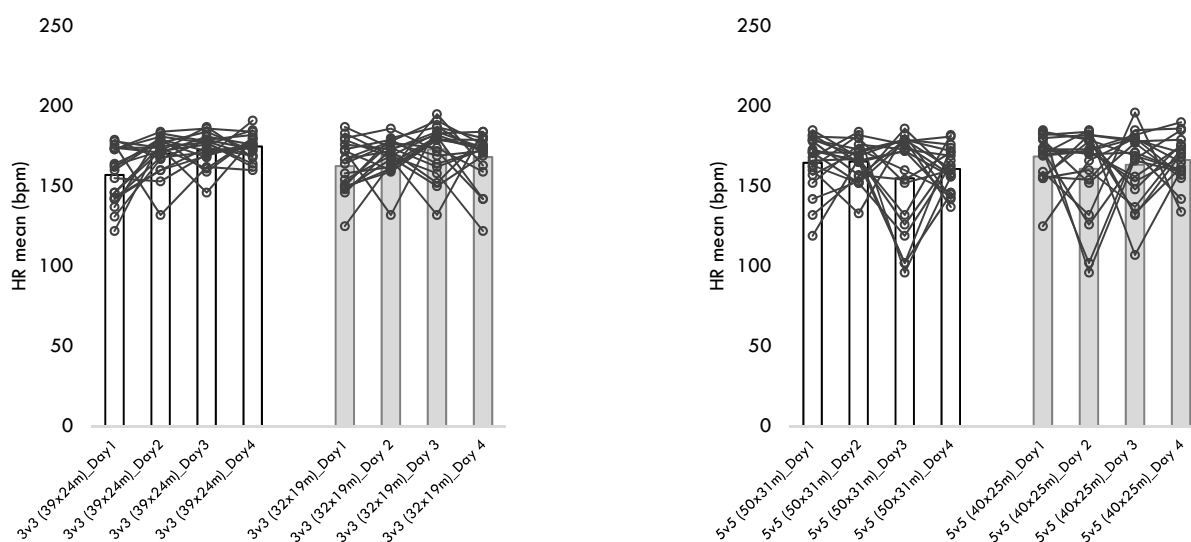 250
200
150
100
50
0
HR mean (bpm)
3v3 (39x24m)_Day1
3v3 (39x24m)_Day2
3v3 (39x24m)_Day3
3v3 (39x24m)_Day4
3v3 (32x19m)_Day1
3v3 (32x19m)_Day 2
3v3 (32x19m)_Day 3
3v3 (32x19m)_Day 4
250
200
150
100
50
0
HR mean (bpm)
5v5 (50x31m)_Day1
5v5 (50x31m)_Day2
5v5 (50x31m)_Day3
5v5 (50x31m)_Day4
5v5 (40x25m)_Day1
5v5 (40x25m)_Day 2
5v5 (40x25m)_Day 3
5v5 (40x25m)_Day 4